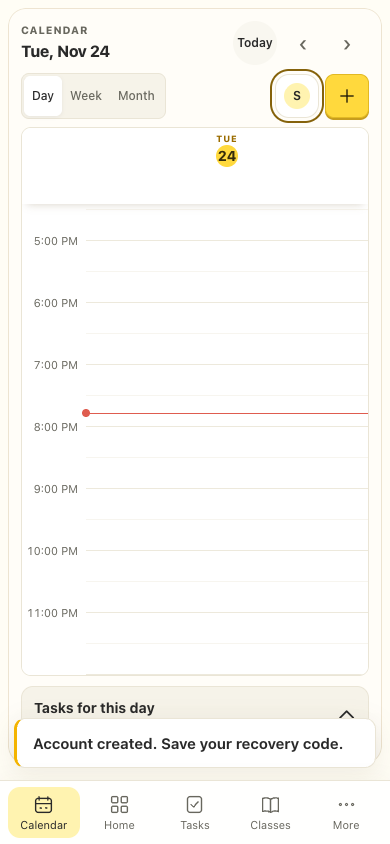 CALENDAR
Tue, Nov 24
Today
Day Week Month
S
TUE
24
5:00 PM
6:00 PM
7:00 PM
8:00 PM
9:00 PM
10:00 PM
11:00 PM
Tasks for this day
Account created. Save your recovery code.
Calendar Home Tasks Classes More